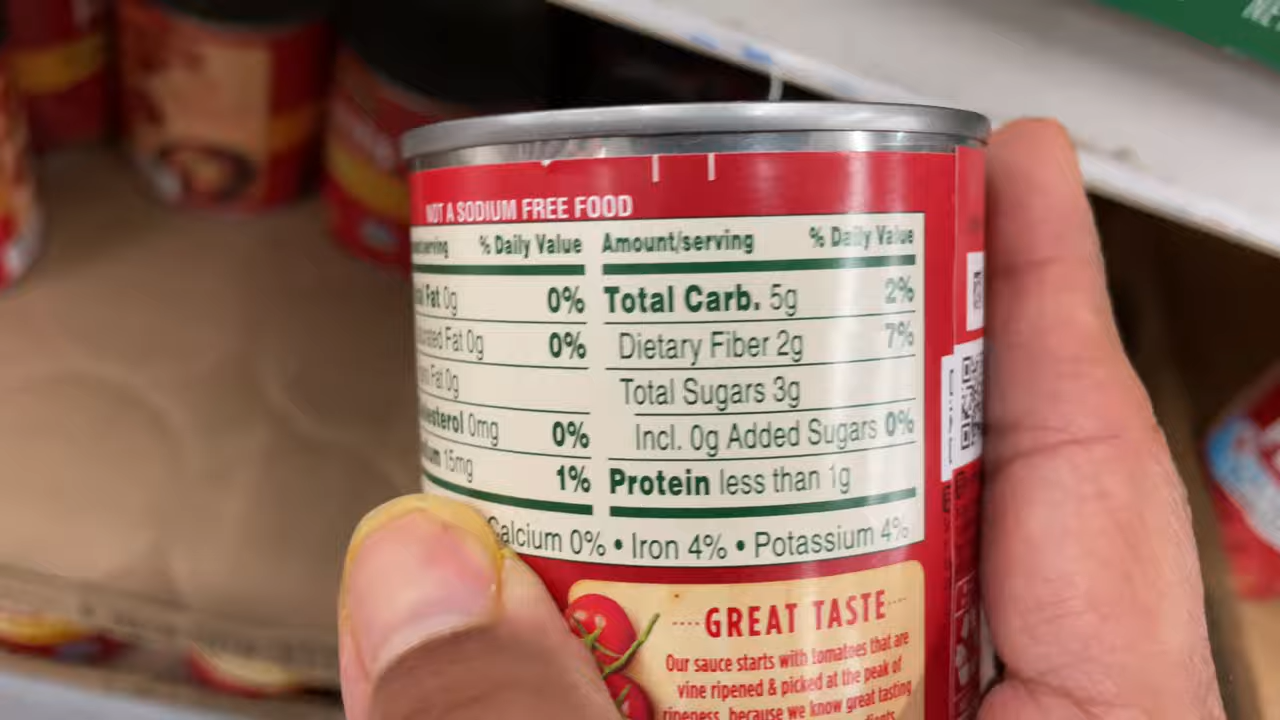 NOT A SODIUM FREE FOOD
% Daily Value
Fat 0g 0%
Fat 0g 0%
Fat 0g
0mg 0%
15mg 1%
Amount/serving % Daily Value
Total Carb. 5g 2%
Dietary Fiber 2g 7%
Total Sugars 3g
Incl. 0g Added Sugars 0%
Protein less than 1g
Calcium 0% • Iron 4% • Potassium 4%
GREAT TASTE
Our sauce starts with tomatoes that are
vine ripened & picked at the peak of
ripeness, because we know great tasting